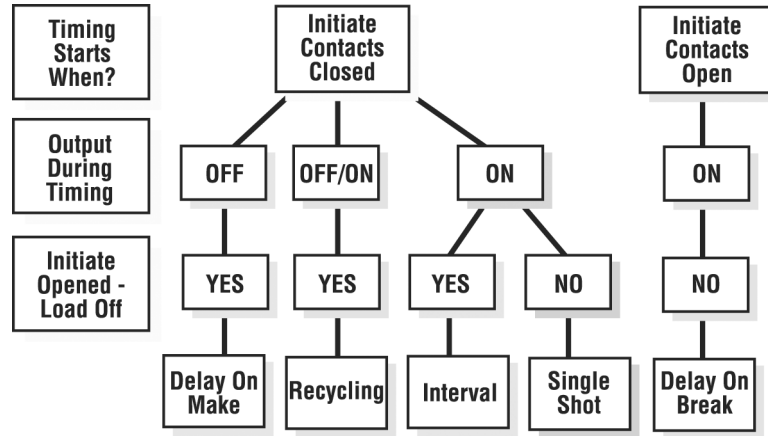 Timing
Starts
When?
Initiate
Contacts
Closed
Initiate
Contacts
Open
Output
During
Timing
OFF
OFF/ON
ON
ON
Initiate
Opened -
Load Off
YES
YES
YES
NO
NO
Delay On
Make
Recycling
Interval
Single
Shot
Delay On
Break